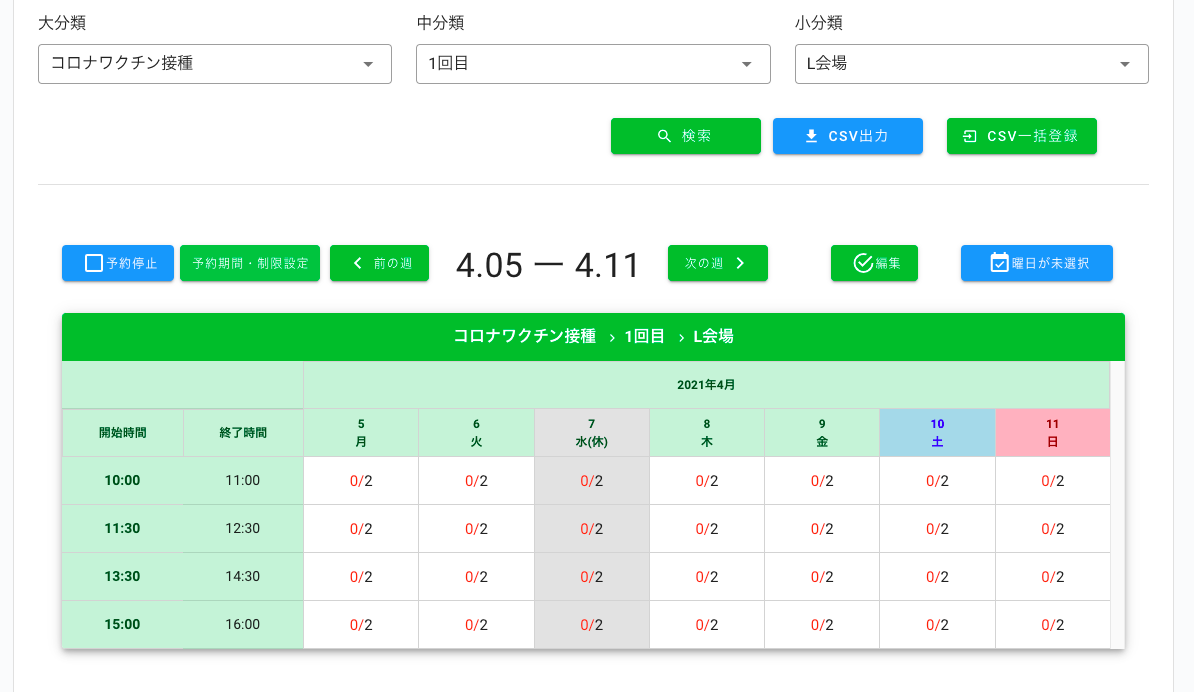 大分類 中分類 小分類
コロナワクチン接種 1回目 L会場
検索 CSV出力 CSV一括登録
予約停止 予約期間・制限設定 前の週 4.05 ー 4.11 次の週 編集 曜日が未選択
コロナワクチン接種 > 1回目 > L会場
2021年4月
開始時間 終了時間 5 6 7 8 9 10 11
月 火 水(休) 木 金 土 日
10:00 11:00 0/2 0/2 0/2 0/2 0/2 0/2 0/2
11:30 12:30 0/2 0/2 0/2 0/2 0/2 0/2 0/2
13:30 14:30 0/2 0/2 0/2 0/2 0/2 0/2 0/2
15:00 16:00 0/2 0/2 0/2 0/2 0/2 0/2 0/2